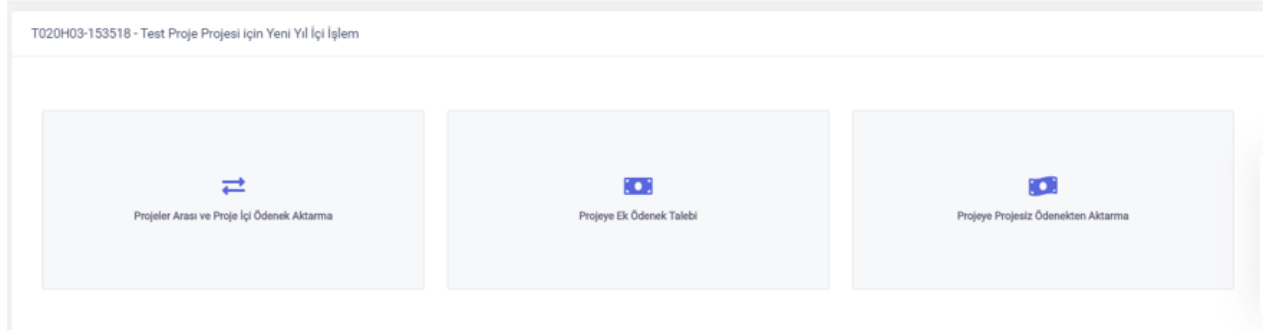 T020H03-153518 - Test Proje Projesi için Yeni Yıl İçi İşlem
Projeler Arası ve Proje İçi Ödenek Aktarma
Projeye Ek Ödenek Talebi
Projeye Projesiz Ödenekten Aktarma